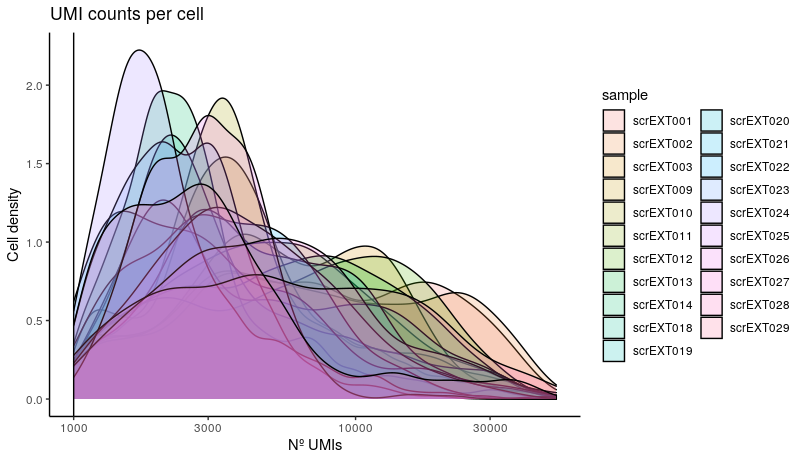 UMI counts per cell
Cell density
2.0
1.5
1.0
0.5
0.0
1000
3000
10000
30000
Nº UMIs
sample
scrEXT001
scrEXT002
scrEXT003
scrEXT009
scrEXT010
scrEXT011
scrEXT012
scrEXT013
scrEXT014
scrEXT018
scrEXT019
scrEXT020
scrEXT021
scrEXT022
scrEXT023
scrEXT024
scrEXT025
scrEXT026
scrEXT027
scrEXT028
scrEXT029